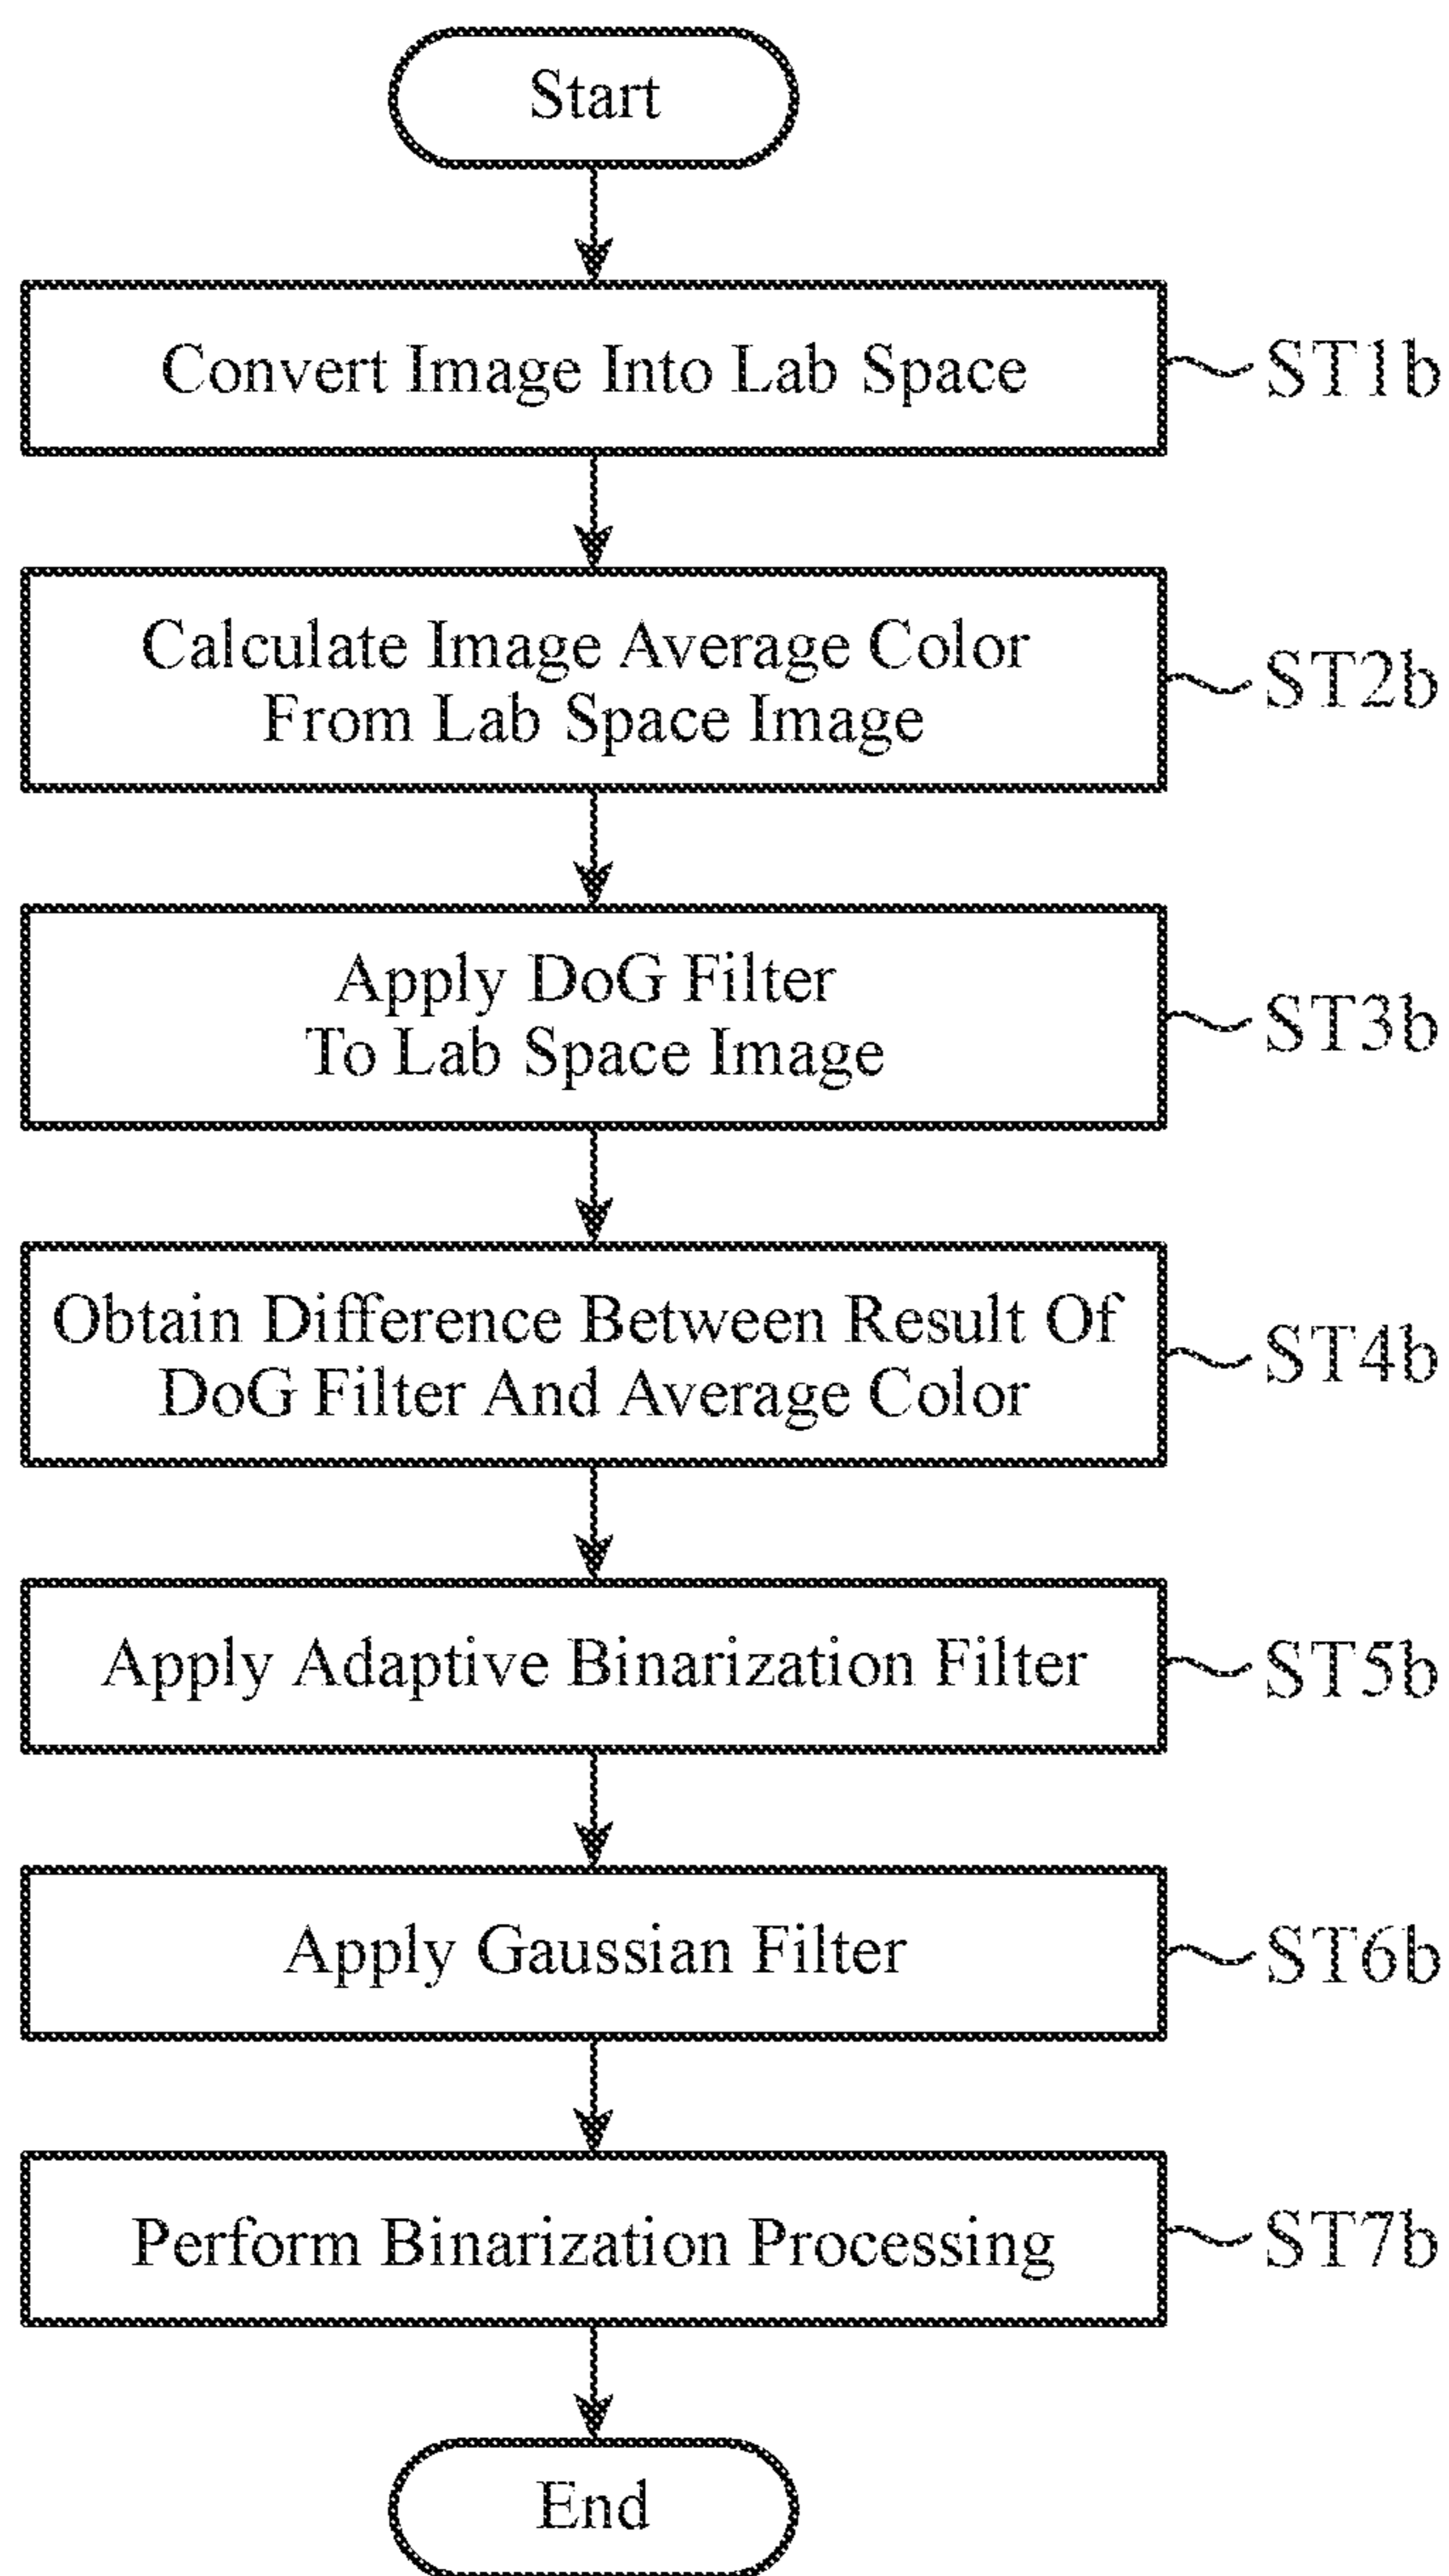 Start
Convert Image Into Lab Space
ST1b
Calculate Image Average Color
From Lab Space Image
ST2b
Apply DoG Filter
To Lab Space Image
ST3b
Obtain Difference Between Result Of
DoG Filter And Average Color
ST4b
Apply Adaptive Binarization Filter
ST5b
Apply Gaussian Filter
ST6b
Perform Binarization Processing
ST7b
End